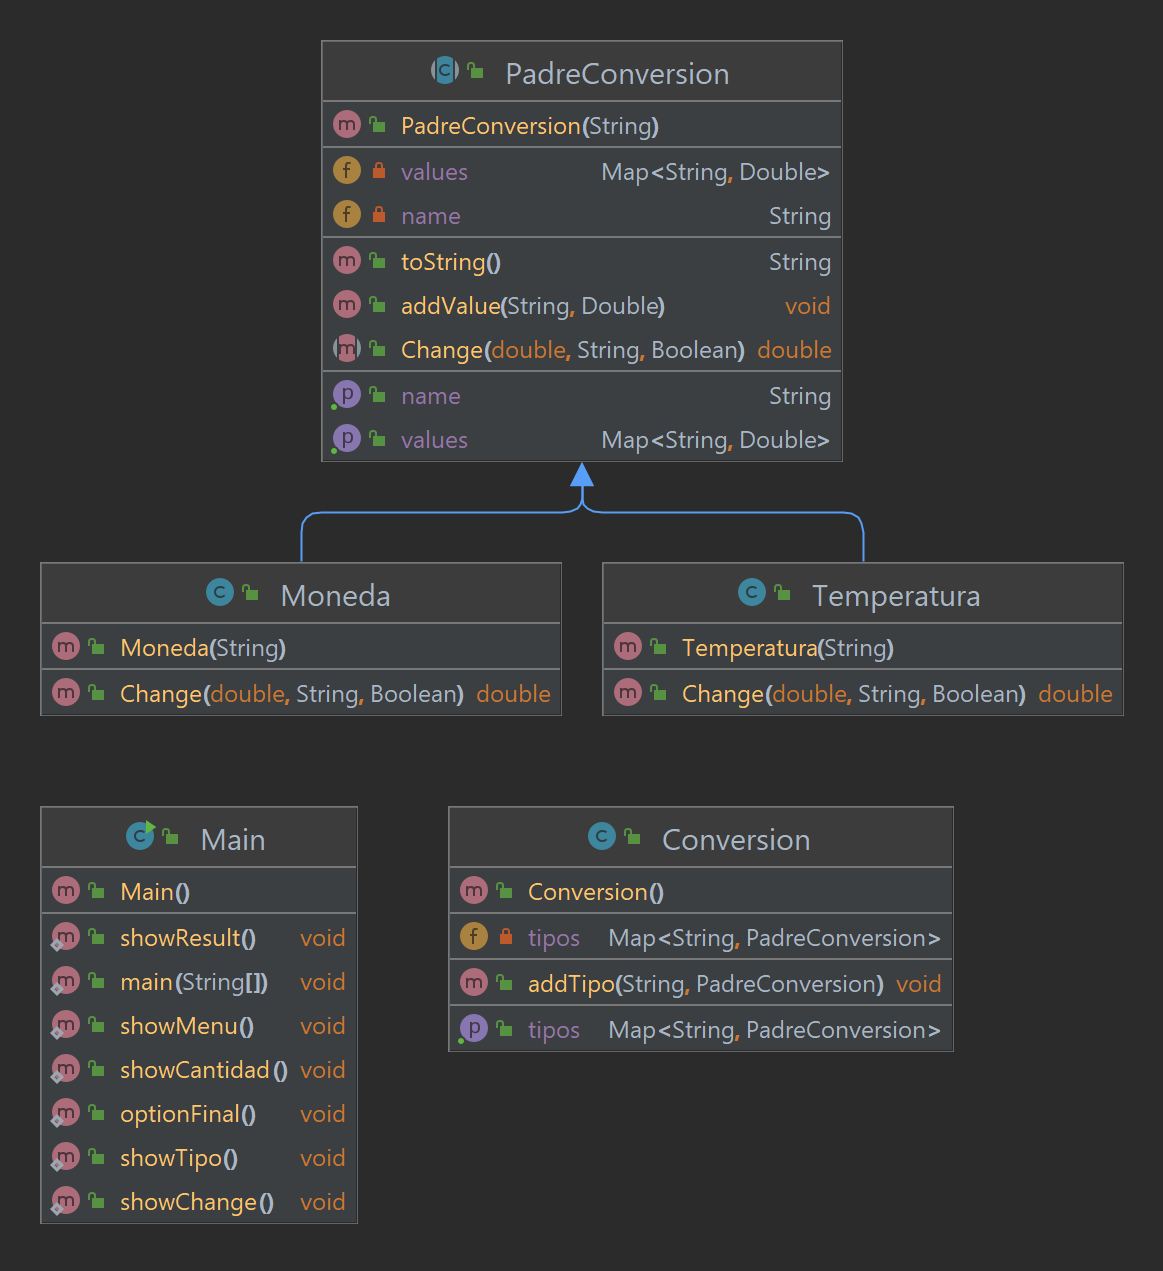 PadreConversion
PadreConversion(String)
values Map<String, Double>
name String
toString() String
addValue(String, Double) void
Change(double, String, Boolean) double
name String
values Map<String, Double>
Moneda
Moneda(String)
Change(double, String, Boolean) double
Temperatura
Temperatura(String)
Change(double, String, Boolean) double
Main
Main()
showResult() void
main(String[]) void
showMenu() void
showCantidad() void
optionFinal() void
showTipo() void
showChange() void
Conversion
Conversion()
tipos Map<String, PadreConversion>
addTipo(String, PadreConversion) void
tipos Map<String, PadreConversion>